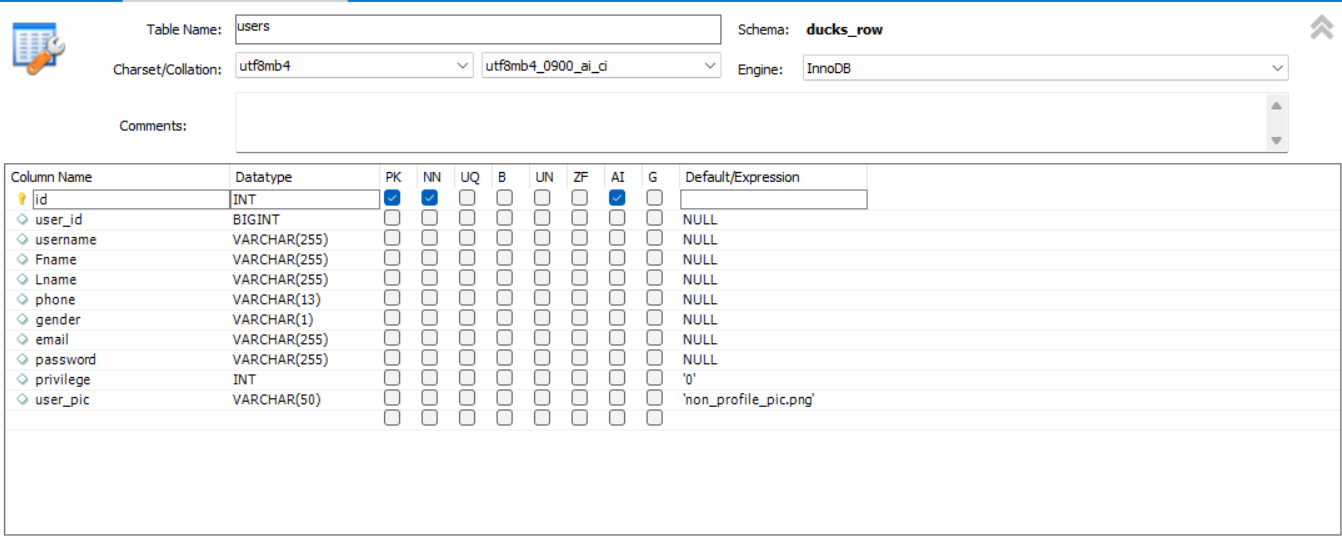 Table Name: users Schema: ducks_row
Charset/Collation: utf8mb4 utf8mb4_0900_ai_ci Engine: InnoDB
Comments:
Column Name Datatype PK NN UQ B UN ZF AI G Default/Expression
id INT
user_id BIGINT NULL
username VARCHAR(255) NULL
Fname VARCHAR(255) NULL
Lname VARCHAR(255) NULL
phone VARCHAR(13) NULL
gender VARCHAR(1) NULL
email VARCHAR(255) NULL
password VARCHAR(255) NULL
privilege INT '0'
user_pic VARCHAR(50) 'non_profile_pic.png'